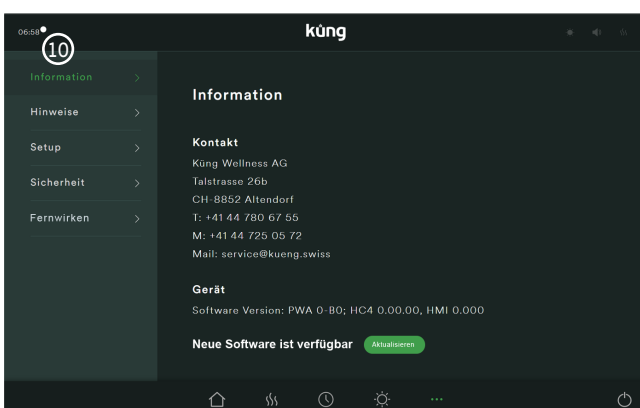 06:58
küng
10
Information
Hinweise
Setup
Sicherheit
Fernwirken
Information
Kontakt
Küng Wellness AG
Talstrasse 26b
CH-8852 Altendorf
T: +41 44 780 67 55
M: +41 44 725 05 72
Mail: service@kueng.swiss
Gerät
Software Version: PWA 0-B0; HC4 0.00.00, HMI 0.000
Neue Software ist verfügbar Aktualisieren